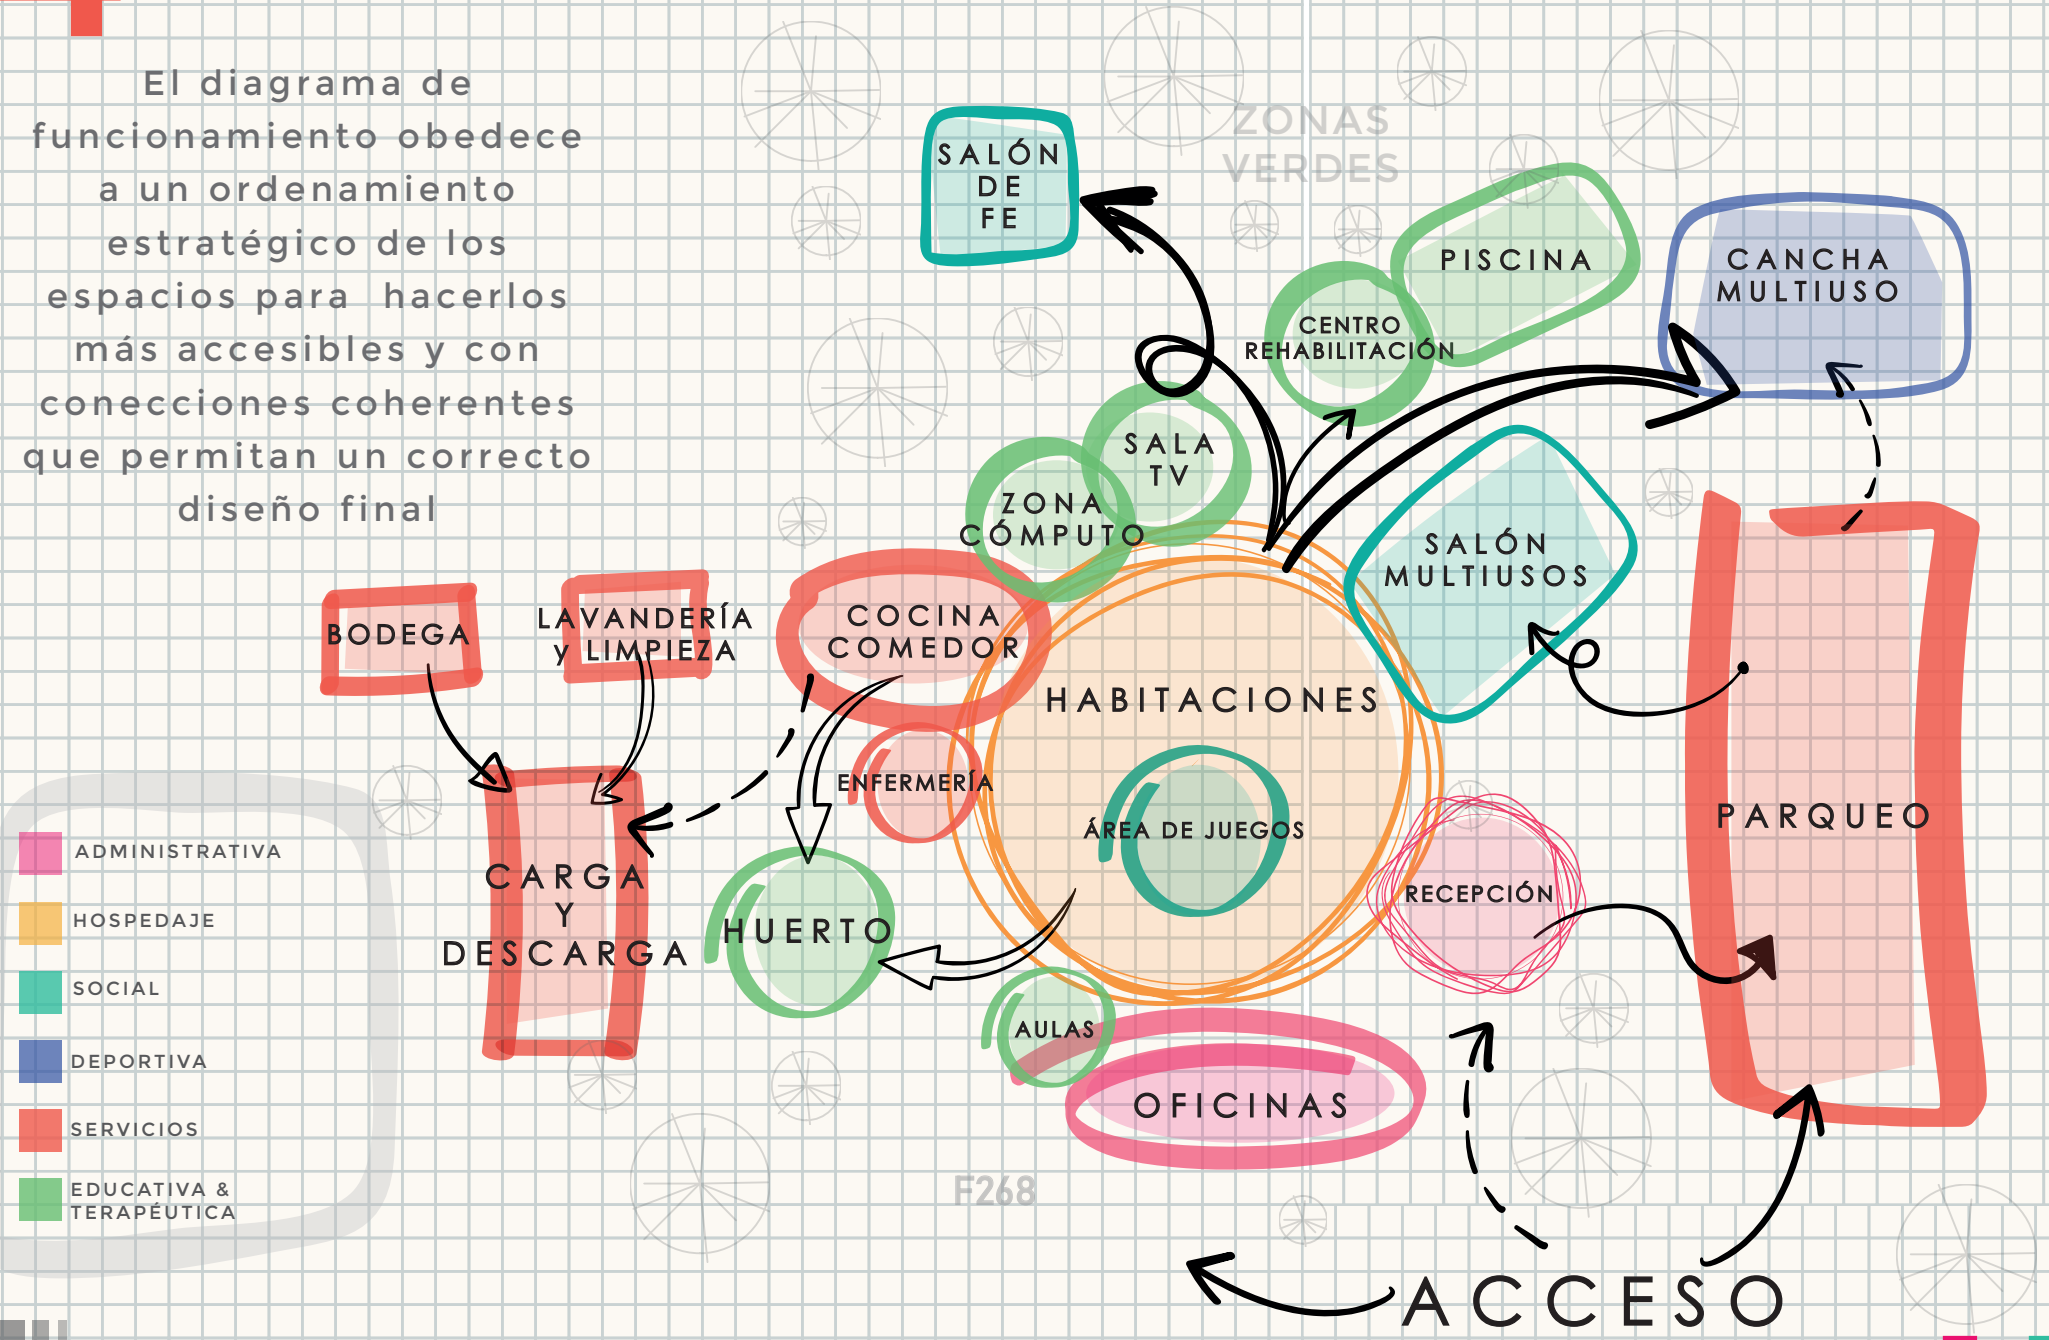 El diagrama de
funcionamiento obedece
a un ordenamiento
estratégico de los
espacios para  hacerlos
más accesibles y con
conecciones coherentes
que permitan un correcto
diseño final
ZONAS
VERDES
SALÓN
DE
FE
PISCINA
CANCHA
MULTIUSO
CENTRO
REHABILITACIÓN
SALA
TV
ZONA
CÓMPUTO
SALÓN
MULTIUSOS
BODEGA
LAVANDERÍA
y LIMPIEZA
COCINA
COMEDOR
HABITACIONES
ENFERMERÍA
ÁREA DE JUEGOS
PARQUEO
CARGA
Y
DESCARGA
HUERTO
RECEPCIÓN
AULAS
OFICINAS
F268
ACCESO
ADMINISTRATIVA
HOSPEDAJE
SOCIAL
DEPORTIVA
SERVICIOS
EDUCATIVA &
TERAPÉUTICA